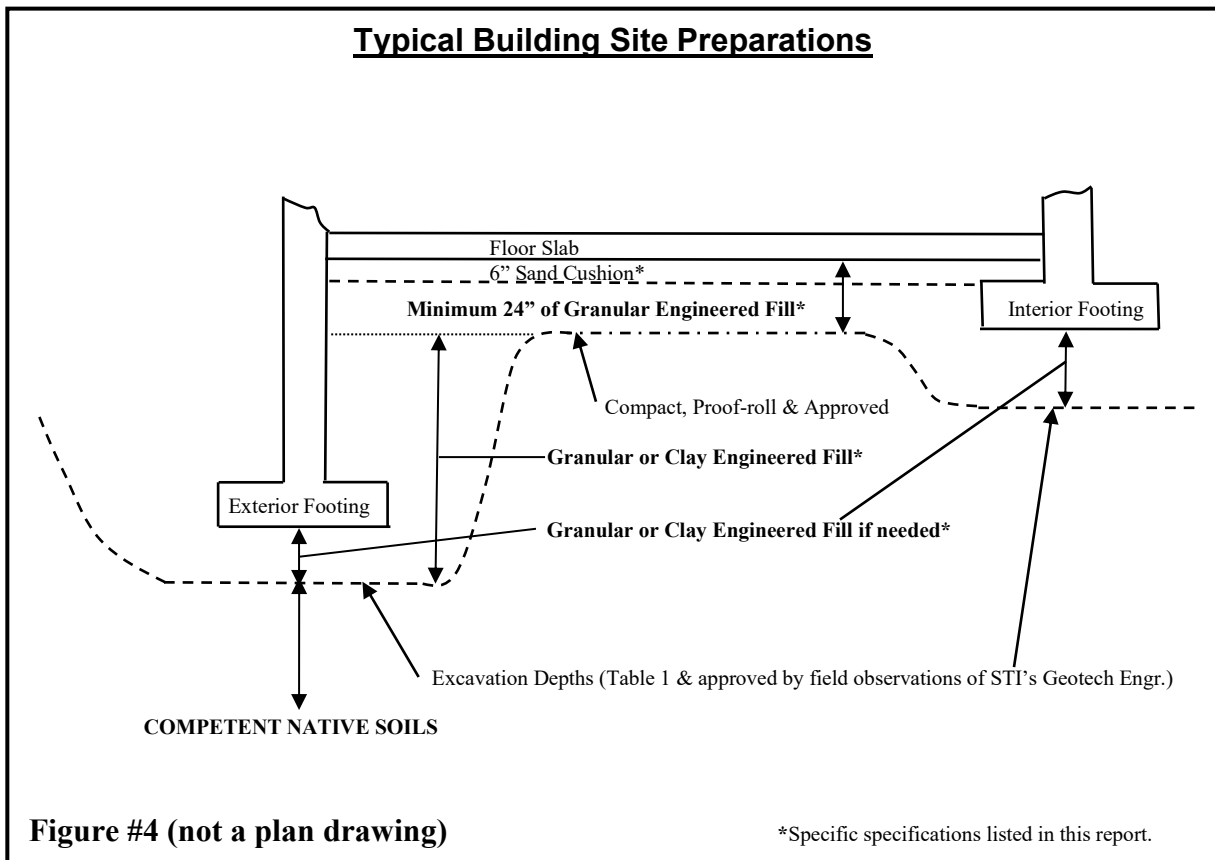 Typical Building Site Preparations
Floor Slab
6” Sand Cushion*
Minimum 24” of Granular Engineered Fill*
Interior Footing
Compact, Proof-roll & Approved
Granular or Clay Engineered Fill*
Exterior Footing
Granular or Clay Engineered Fill if needed*
Excavation Depths (Table 1 & approved by field observations of STI’s Geotech Engr.)
COMPETENT NATIVE SOILS
Figure #4 (not a plan drawing)
*Specific specifications listed in this report.